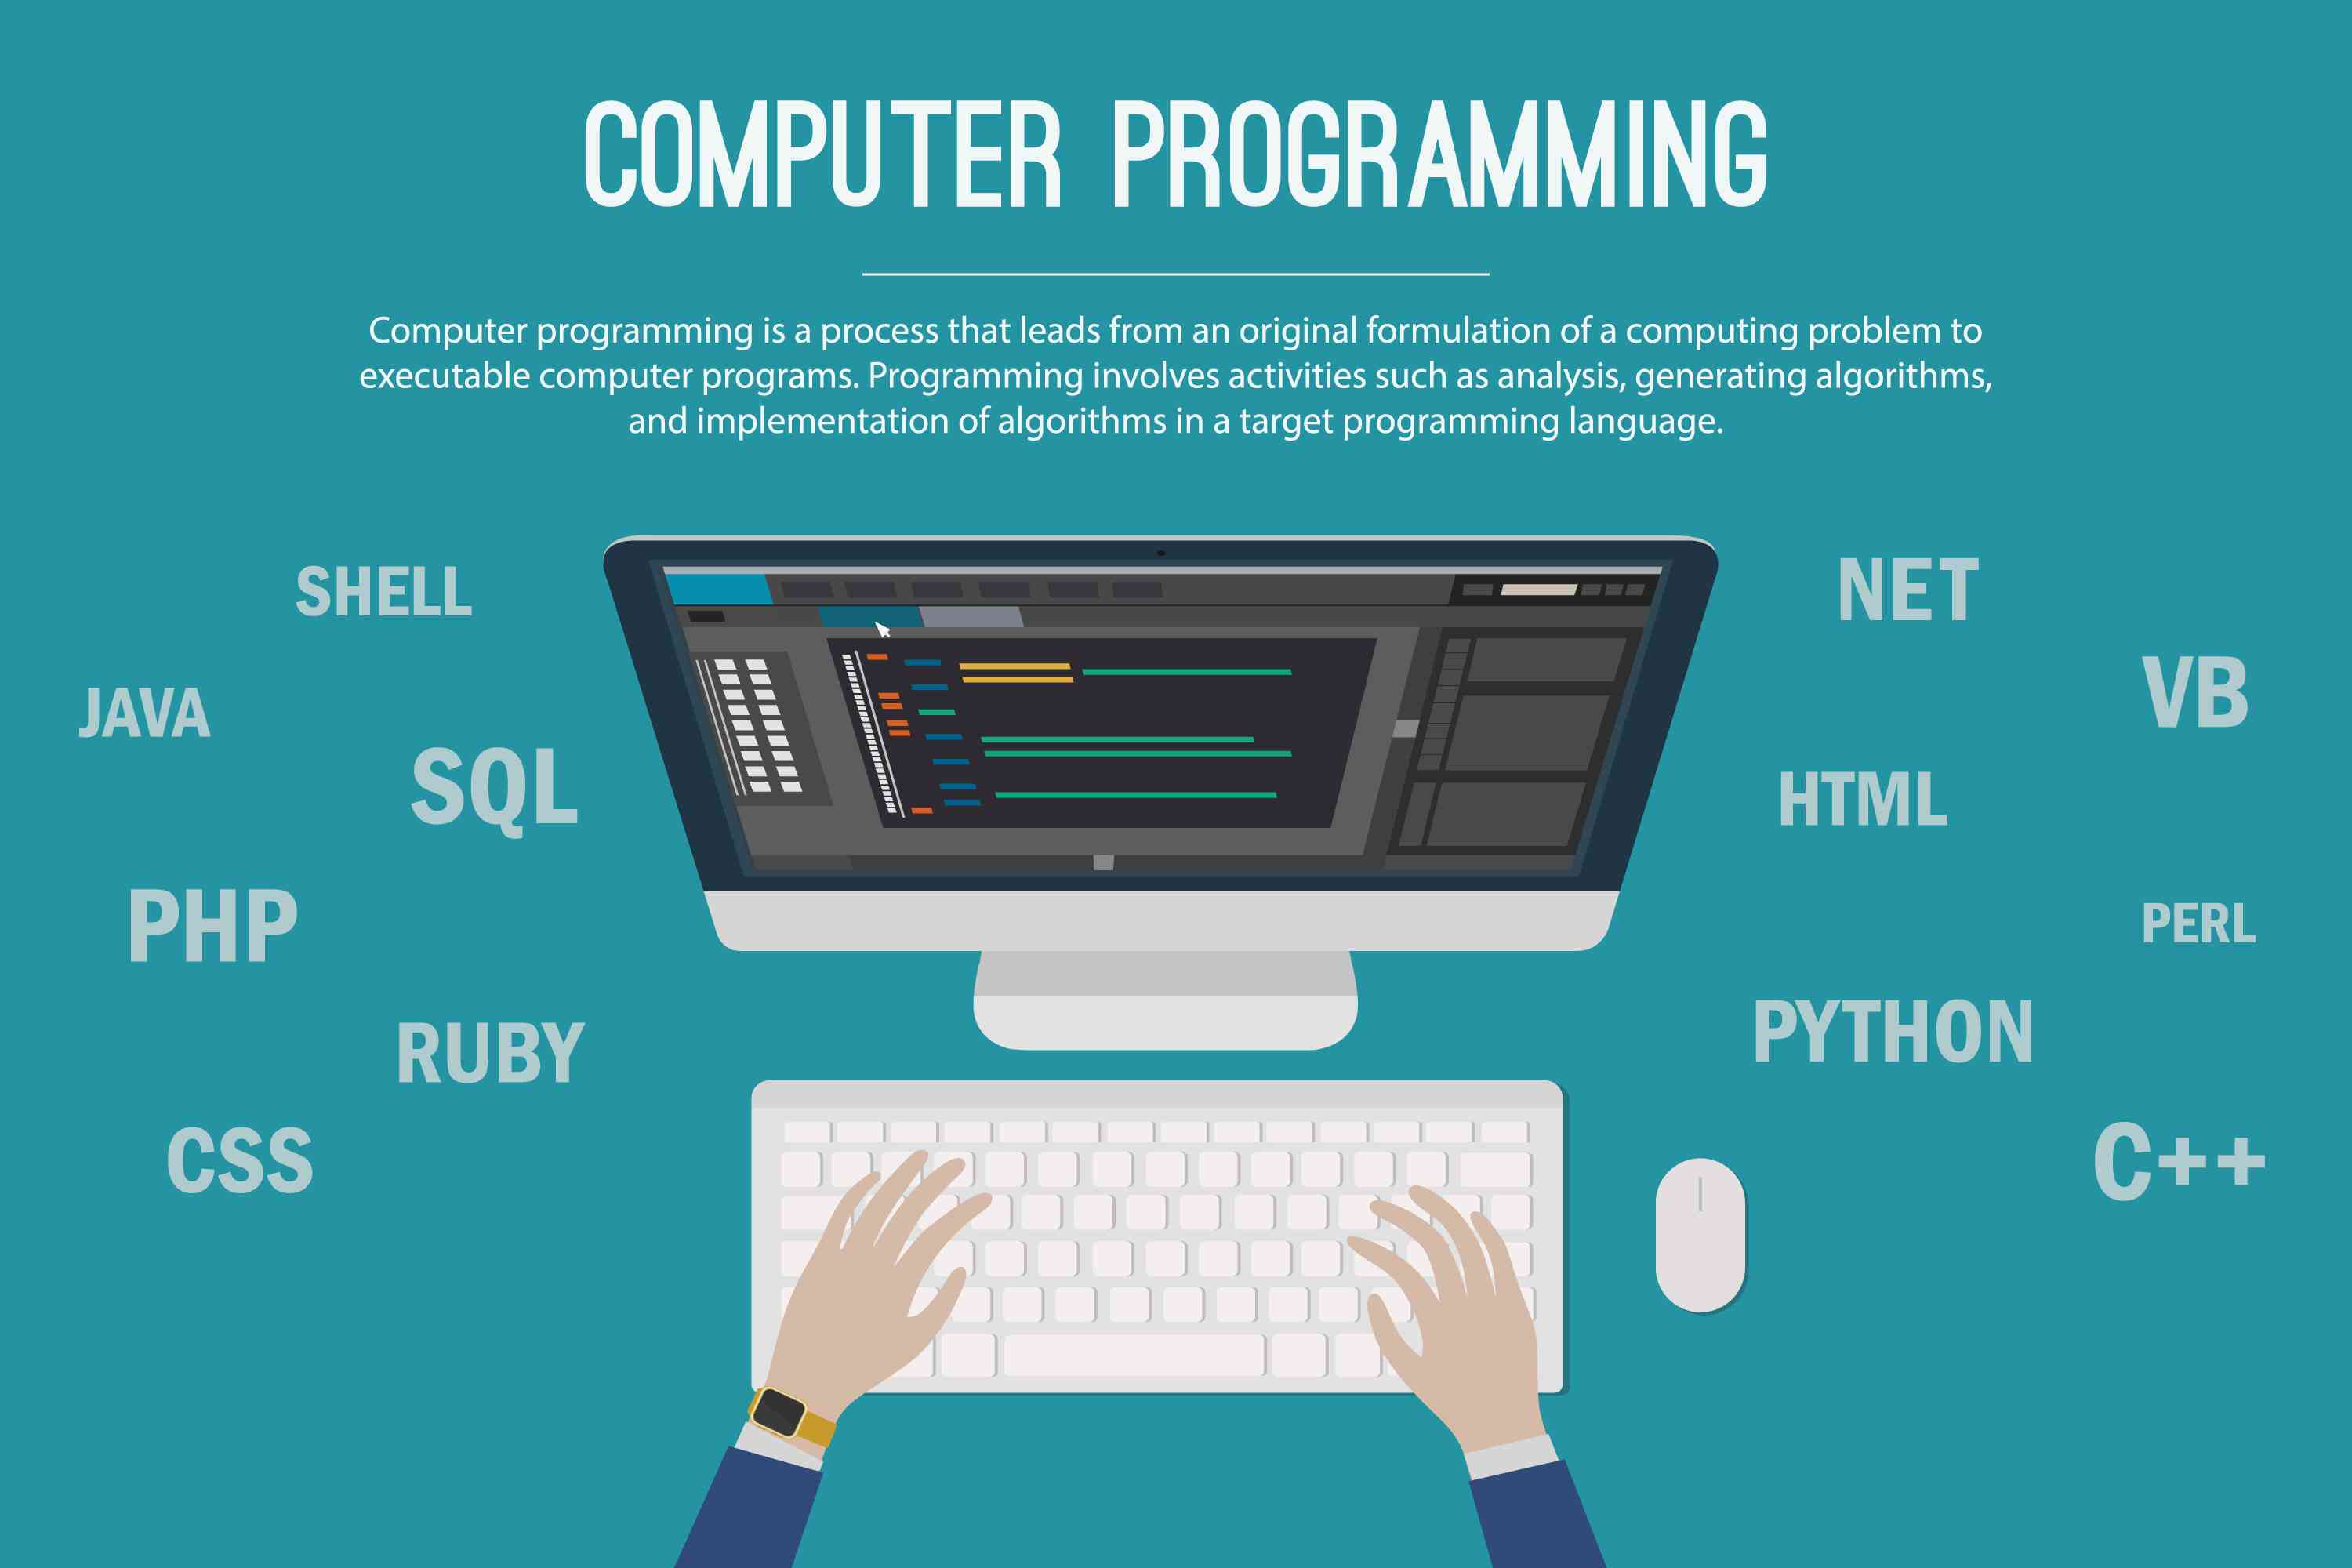 COMPUTER PROGRAMMING
Computer programming is a process that leads from an original formulation of a computing problem to
executable computer programs. Programming involves activities such as analysis, generating algorithms,
and implementation of algorithms in a target programming language.
SHELL
JAVA
SQL
PHP
RUBY
CSS
NET
VB
HTML
PERL
PYTHON
C++